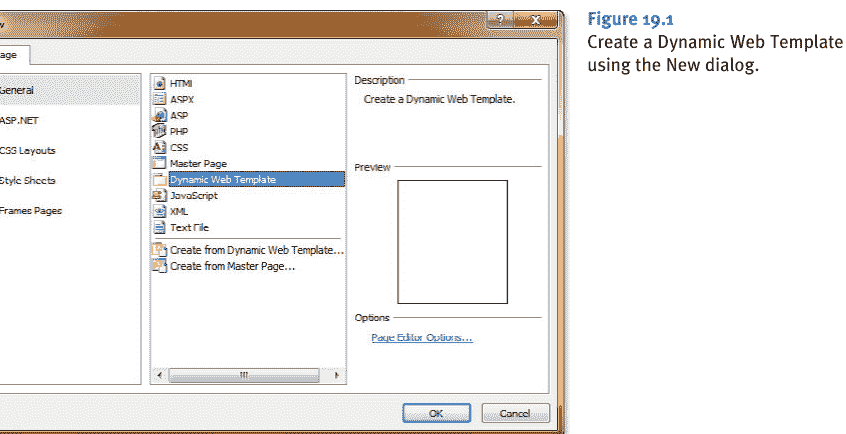 w
age
General
ASP.NET
CSS Layouts
Style Sheets
Frames Pages
HTML
ASPX
ASP
PHP
CSS
Master Page
Dynamic Web Template
JavaScript
XML
Text File
Create from Dynamic Web Template...
Create from Master Page...
Description
Create a Dynamic Web Template.
Preview
Options
Page Editor Options...
OK
Cancel
Figure 19.1
Create a Dynamic Web Template
using the New dialog.